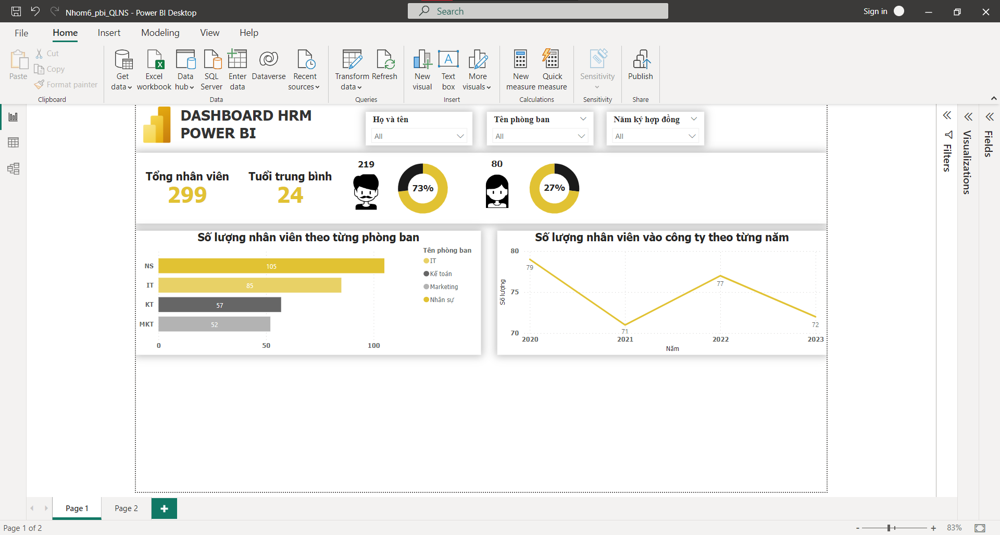 Nhom6_pbi_QLNS - Power BI Desktop
Search
Sign in
File
Home
Insert
Modeling
View
Help
Paste
Cut
Copy
Format painter
Clipboard
Get data
Excel workbook
Data hub
SQL Server
Enter data
Dataverse
Recent sources
Data
Transform data
Refresh
Queries
New visual
Text box
More visuals
Insert
New measure
Quick measure
Calculations
Sensitivity
Sensitivity
Publish
Share
DASHBOARD HRM
POWER BI
Họ và tên
All
Tên phòng ban
All
Năm ký hợp đồng
All
Filters
Visualizations
Fields
Tổng nhân viên
299
Tuổi trung bình
24
219
73%
80
27%
Số lượng nhân viên theo từng phòng ban
NS
105
IT
85
KT
57
MKT
52
0
50
100
Tên phòng ban
IT
Kế toán
Marketing
Nhân sự
Số lượng nhân viên vào công ty theo từng năm
Số lượng
80
75
70
79
71
77
72
2020
2021
2022
2023
Năm
Page 1
Page 2
Page 1 of 2
83%